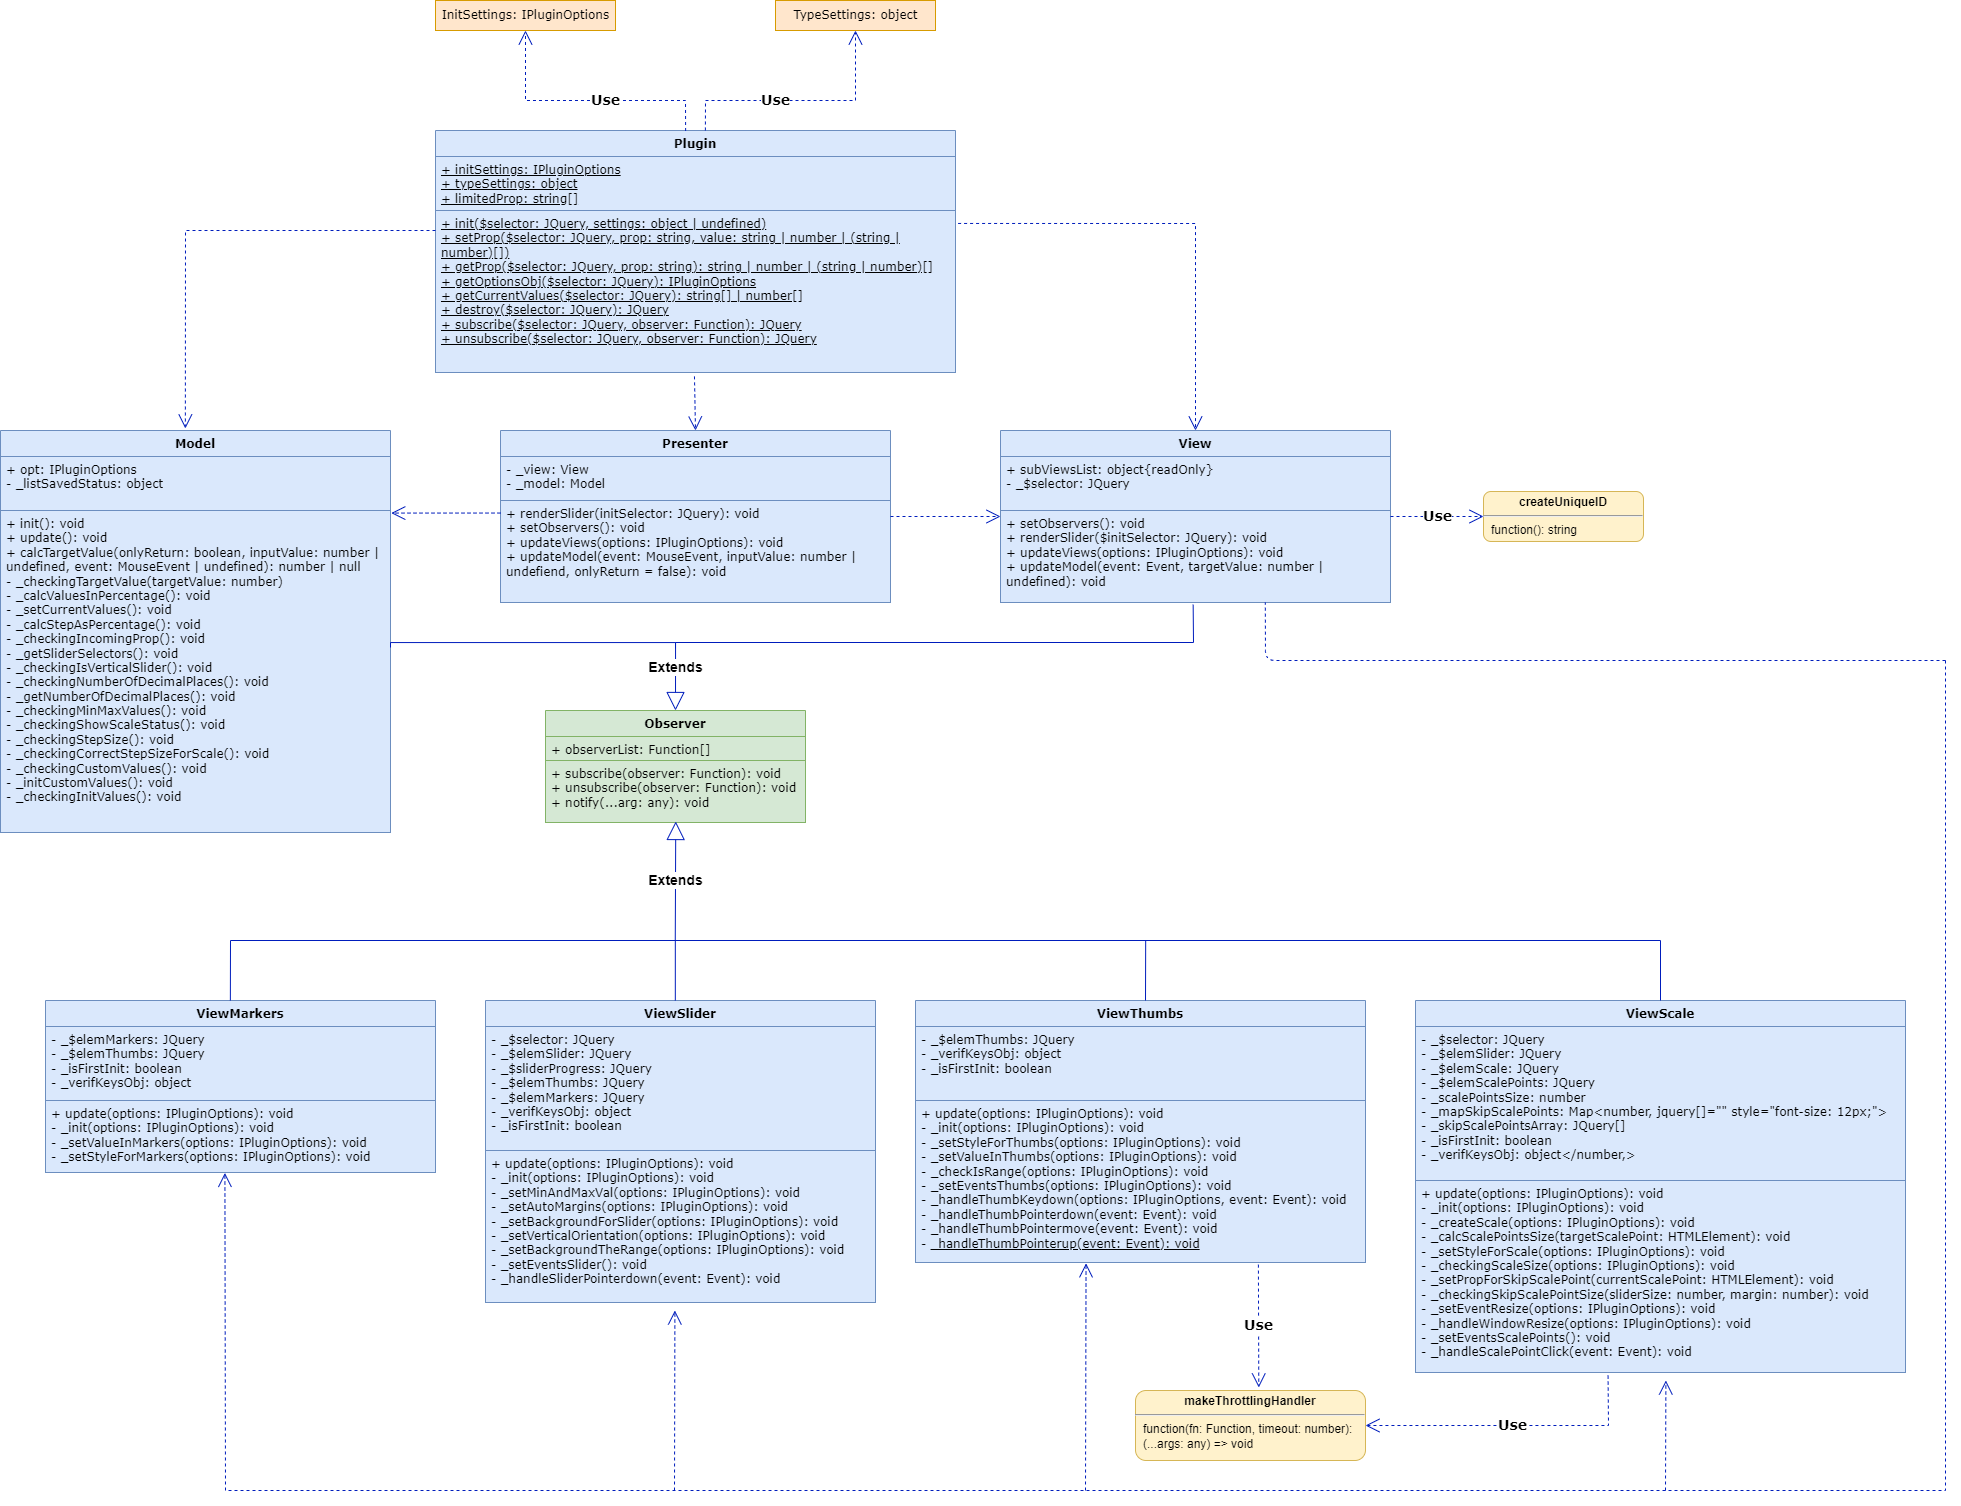 InitSettings: IPluginOptions
TypeSettings: object
Use
Use
Plugin
+ initSettings: IPluginOptions
+ typeSettings: object
+ limitedProp: string[]
+ init($selector: JQuery, settings: object | undefined)
+ setProp($selector: JQuery, prop: string, value: string | number | (string |
number)[])
+ getProp($selector: JQuery, prop: string): string | number | (string | number)[]
+ getOptionsObj($selector: JQuery): IPluginOptions
+ getCurrentValues($selector: JQuery): string[] | number[]
+ destroy($selector: JQuery): JQuery
+ subscribe($selector: JQuery, observer: Function): JQuery
+ unsubscribe($selector: JQuery, observer: Function): JQuery
Model
+ opt: IPluginOptions
- _listSavedStatus: object
+ init(): void
+ update(): void
+ calcTargetValue(onlyReturn: boolean, inputValue: number |
undefined, event: MouseEvent | undefined): number | null
- _checkingTargetValue(targetValue: number)
- _calcValuesInPercentage(): void
- _setCurrentValues(): void
- _calcStepAsPercentage(): void
- _checkingIncomingProp(): void
- _getSliderSelectors(): void
- _checkingIsVerticalSlider(): void
- _checkingNumberOfDecimalPlaces(): void
- _getNumberOfDecimalPlaces(): void
- _checkingMinMaxValues(): void
- _checkingShowScaleStatus(): void
- _checkingStepSize(): void
- _checkingCorrectStepSizeForScale(): void
- _checkingCustomValues(): void
- _initCustomValues(): void
- _checkingInitValues(): void
Presenter
- _view: View
- _model: Model
+ renderSlider(initSelector: JQuery): void
+ setObservers(): void
+ updateViews(options: IPluginOptions): void
+ updateModel(event: MouseEvent, inputValue: number |
undefiend, onlyReturn = false): void
View
+ subViewsList: object{readOnly}
- _$selector: JQuery
+ setObservers(): void
+ renderSlider($initSelector: JQuery): void
+ updateViews(options: IPluginOptions): void
+ updateModel(event: Event, targetValue: number |
undefined): void
Use
createUniqueID
function(): string
Extends
Observer
+ observerList: Function[]
+ subscribe(observer: Function): void
+ unsubscribe(observer: Function): void
+ notify(...arg: any): void
Extends
ViewMarkers
- _$elemMarkers: JQuery
- _$elemThumbs: JQuery
- _isFirstInit: boolean
- _verifKeysObj: object
+ update(options: IPluginOptions): void
- _init(options: IPluginOptions): void
- _setValueInMarkers(options: IPluginOptions): void
- _setStyleForMarkers(options: IPluginOptions): void
ViewSlider
- _$selector: JQuery
- _$elemSlider: JQuery
- _$sliderProgress: JQuery
- _$elemThumbs: JQuery
- _$elemMarkers: JQuery
- _verifKeysObj: object
- _isFirstInit: boolean
+ update(options: IPluginOptions): void
- _init(options: IPluginOptions): void
- _setMinAndMaxVal(options: IPluginOptions): void
- _setAutoMargins(options: IPluginOptions): void
- _setBackgroundForSlider(options: IPluginOptions): void
- _setVerticalOrientation(options: IPluginOptions): void
- _setBackgroundTheRange(options: IPluginOptions): void
- _setEventsSlider(): void
- _handleSliderPointerdown(event: Event): void
ViewThumbs
- _$elemThumbs: JQuery
- _verifKeysObj: object
- _isFirstInit: boolean
+ update(options: IPluginOptions): void
- _init(options: IPluginOptions): void
- _setStyleForThumbs(options: IPluginOptions): void
- _setValueInThumbs(options: IPluginOptions): void
- _checkIsRange(options: IPluginOptions): void
- _setEventsThumbs(options: IPluginOptions): void
- _handleThumbKeydown(options: IPluginOptions, event: Event): void
- _handleThumbPointerdown(event: Event): void
- _handleThumbPointermove(event: Event): void
- _handleThumbPointerup(event: Event): void
ViewScale
- _$selector: JQuery
- _$elemSlider: JQuery
- _$elemScale: JQuery
- _$elemScalePoints: JQuery
- _scalePointsSize: number
- _mapSkipScalePoints: Map<number, jquery[]="" style="font-size: 12px;">
- _skipScalePointsArray: JQuery[]
- _isFirstInit: boolean
- _verifKeysObj: object</number,>
+ update(options: IPluginOptions): void
- _init(options: IPluginOptions): void
- _createScale(options: IPluginOptions): void
- _calcScalePointsSize(targetScalePoint: HTMLElement): void
- _setStyleForScale(options: IPluginOptions): void
- _checkingScaleSize(options: IPluginOptions): void
- _setPropForSkipScalePoint(currentScalePoint: HTMLElement): void
- _checkingSkipScalePointSize(sliderSize: number, margin: number): void
- _setEventResize(options: IPluginOptions): void
- _handleWindowResize(options: IPluginOptions): void
- _setEventsScalePoints(): void
- _handleScalePointClick(event: Event): void
Use
makeThrottlingHandler
function(fn: Function, timeout: number):
(...args: any) => void
Use